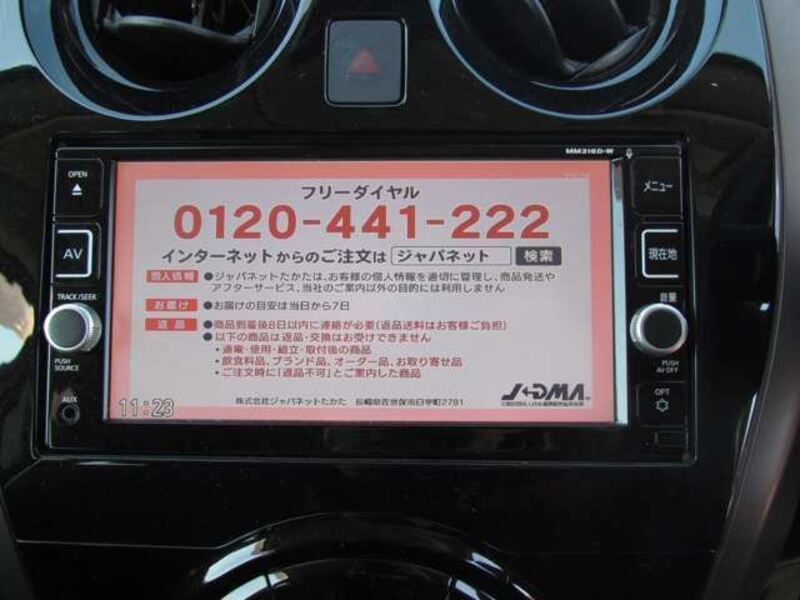 MM316D-W
OPEN
メニュー
AV
現在地
TRACK/SEEK
音量
PUSH
SOURCE
PUSH
AV OFF
AUX
OPT
フリーダイヤル
0120-441-222
インターネットからのご注文は ジャパネット 検索
個人情報 ●ジャパネットたかたは、お客様の個人情報を適切に管理し、商品発送や
アフターサービス、当社のご案内以外の目的には利用しません
お届け ●お届けの目安は当日から7日
返品 ●商品到着後8日以内に連絡が必要(返品送料はお客様ご負担)
●以下の商品は返品・交換はお受けできません
・通電・使用・組立・取付後の商品
・飲食料品、ブランド品、オーダー品、お取り寄せ品
・ご注文時に「返品不可」とご案内した商品
JADMA
株式会社ジャパネットたかた 長崎県佐世保市日宇町2781
11:23